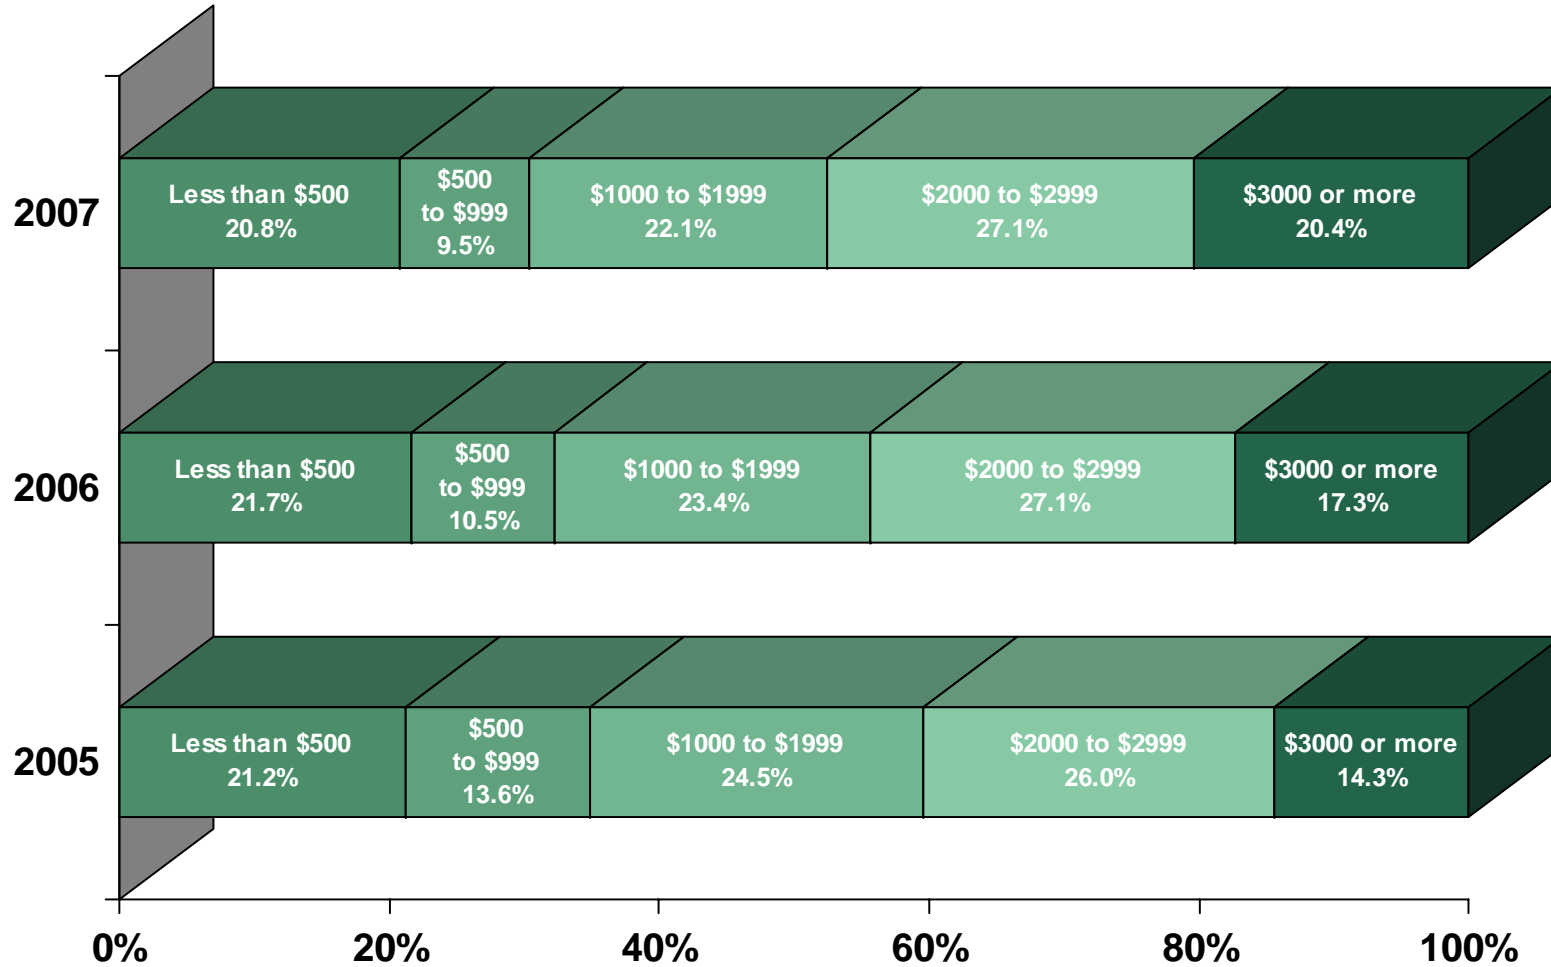 2007
Less than $500
20.8%
$500
to $999
9.5%
$1000 to $1999
22.1%
$2000 to $2999
27.1%
$3000 or more
20.4%
2006
Less than $500
21.7%
$500
to $999
10.5%
$1000 to $1999
23.4%
$2000 to $2999
27.1%
$3000 or more
17.3%
2005
Less than $500
21.2%
$500
to $999
13.6%
$1000 to $1999
24.5%
$2000 to $2999
26.0%
$3000 or more
14.3%
0%
20%
40%
60%
80%
100%